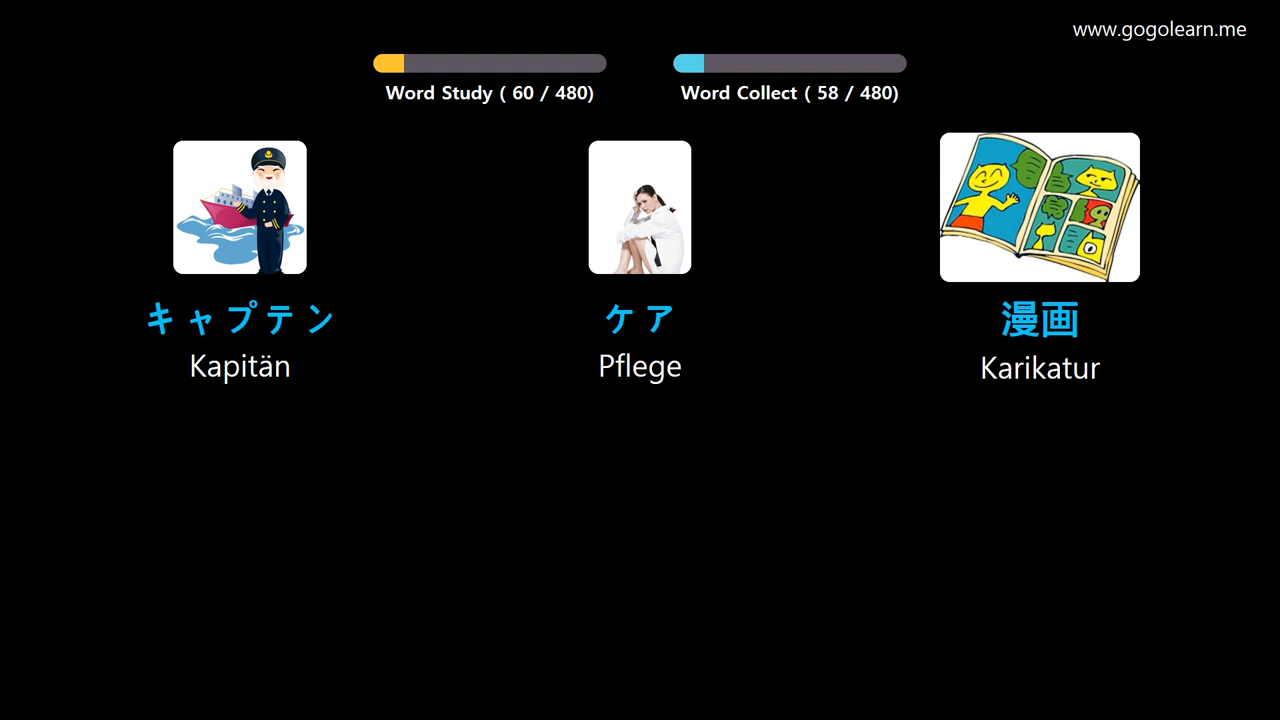 www.gogolearn.me
Word Study ( 60 / 480)
Word Collect ( 58 / 480)
キャプテン
Kapitän
ケア
Pflege
漫画
Karikatur